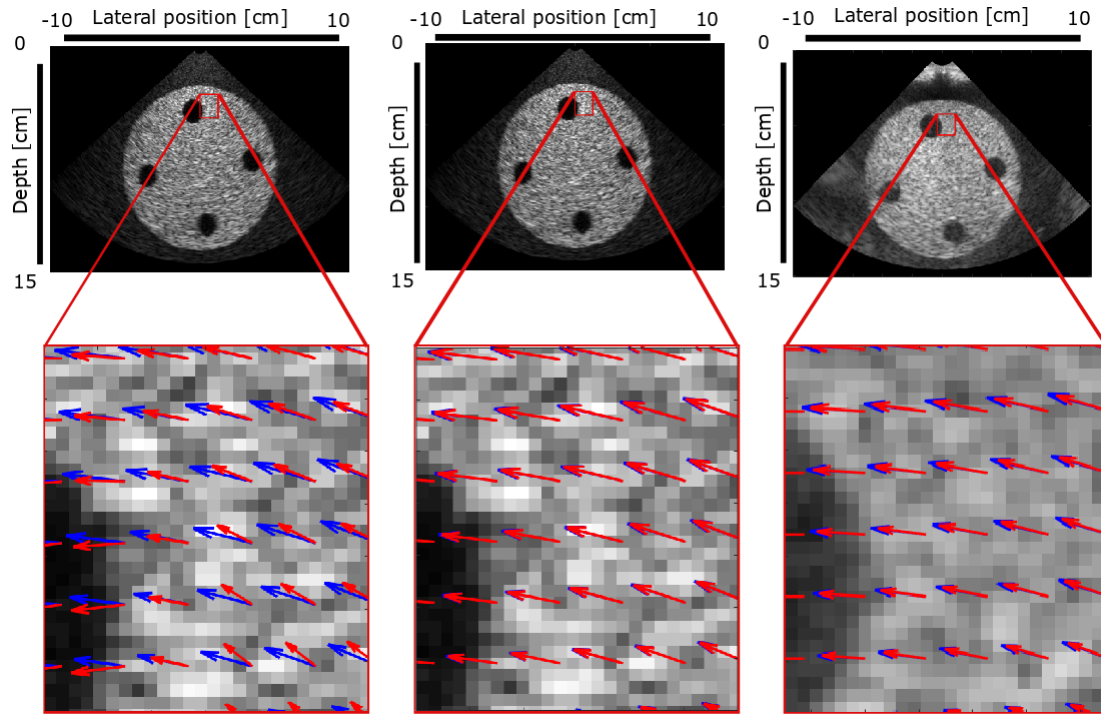 Lateral position [cm]
-10 10
0
Depth [cm]
15
Lateral position [cm]
-10 10
0
Depth [cm]
15
Lateral position [cm]
-10 10
0
Depth [cm]
15